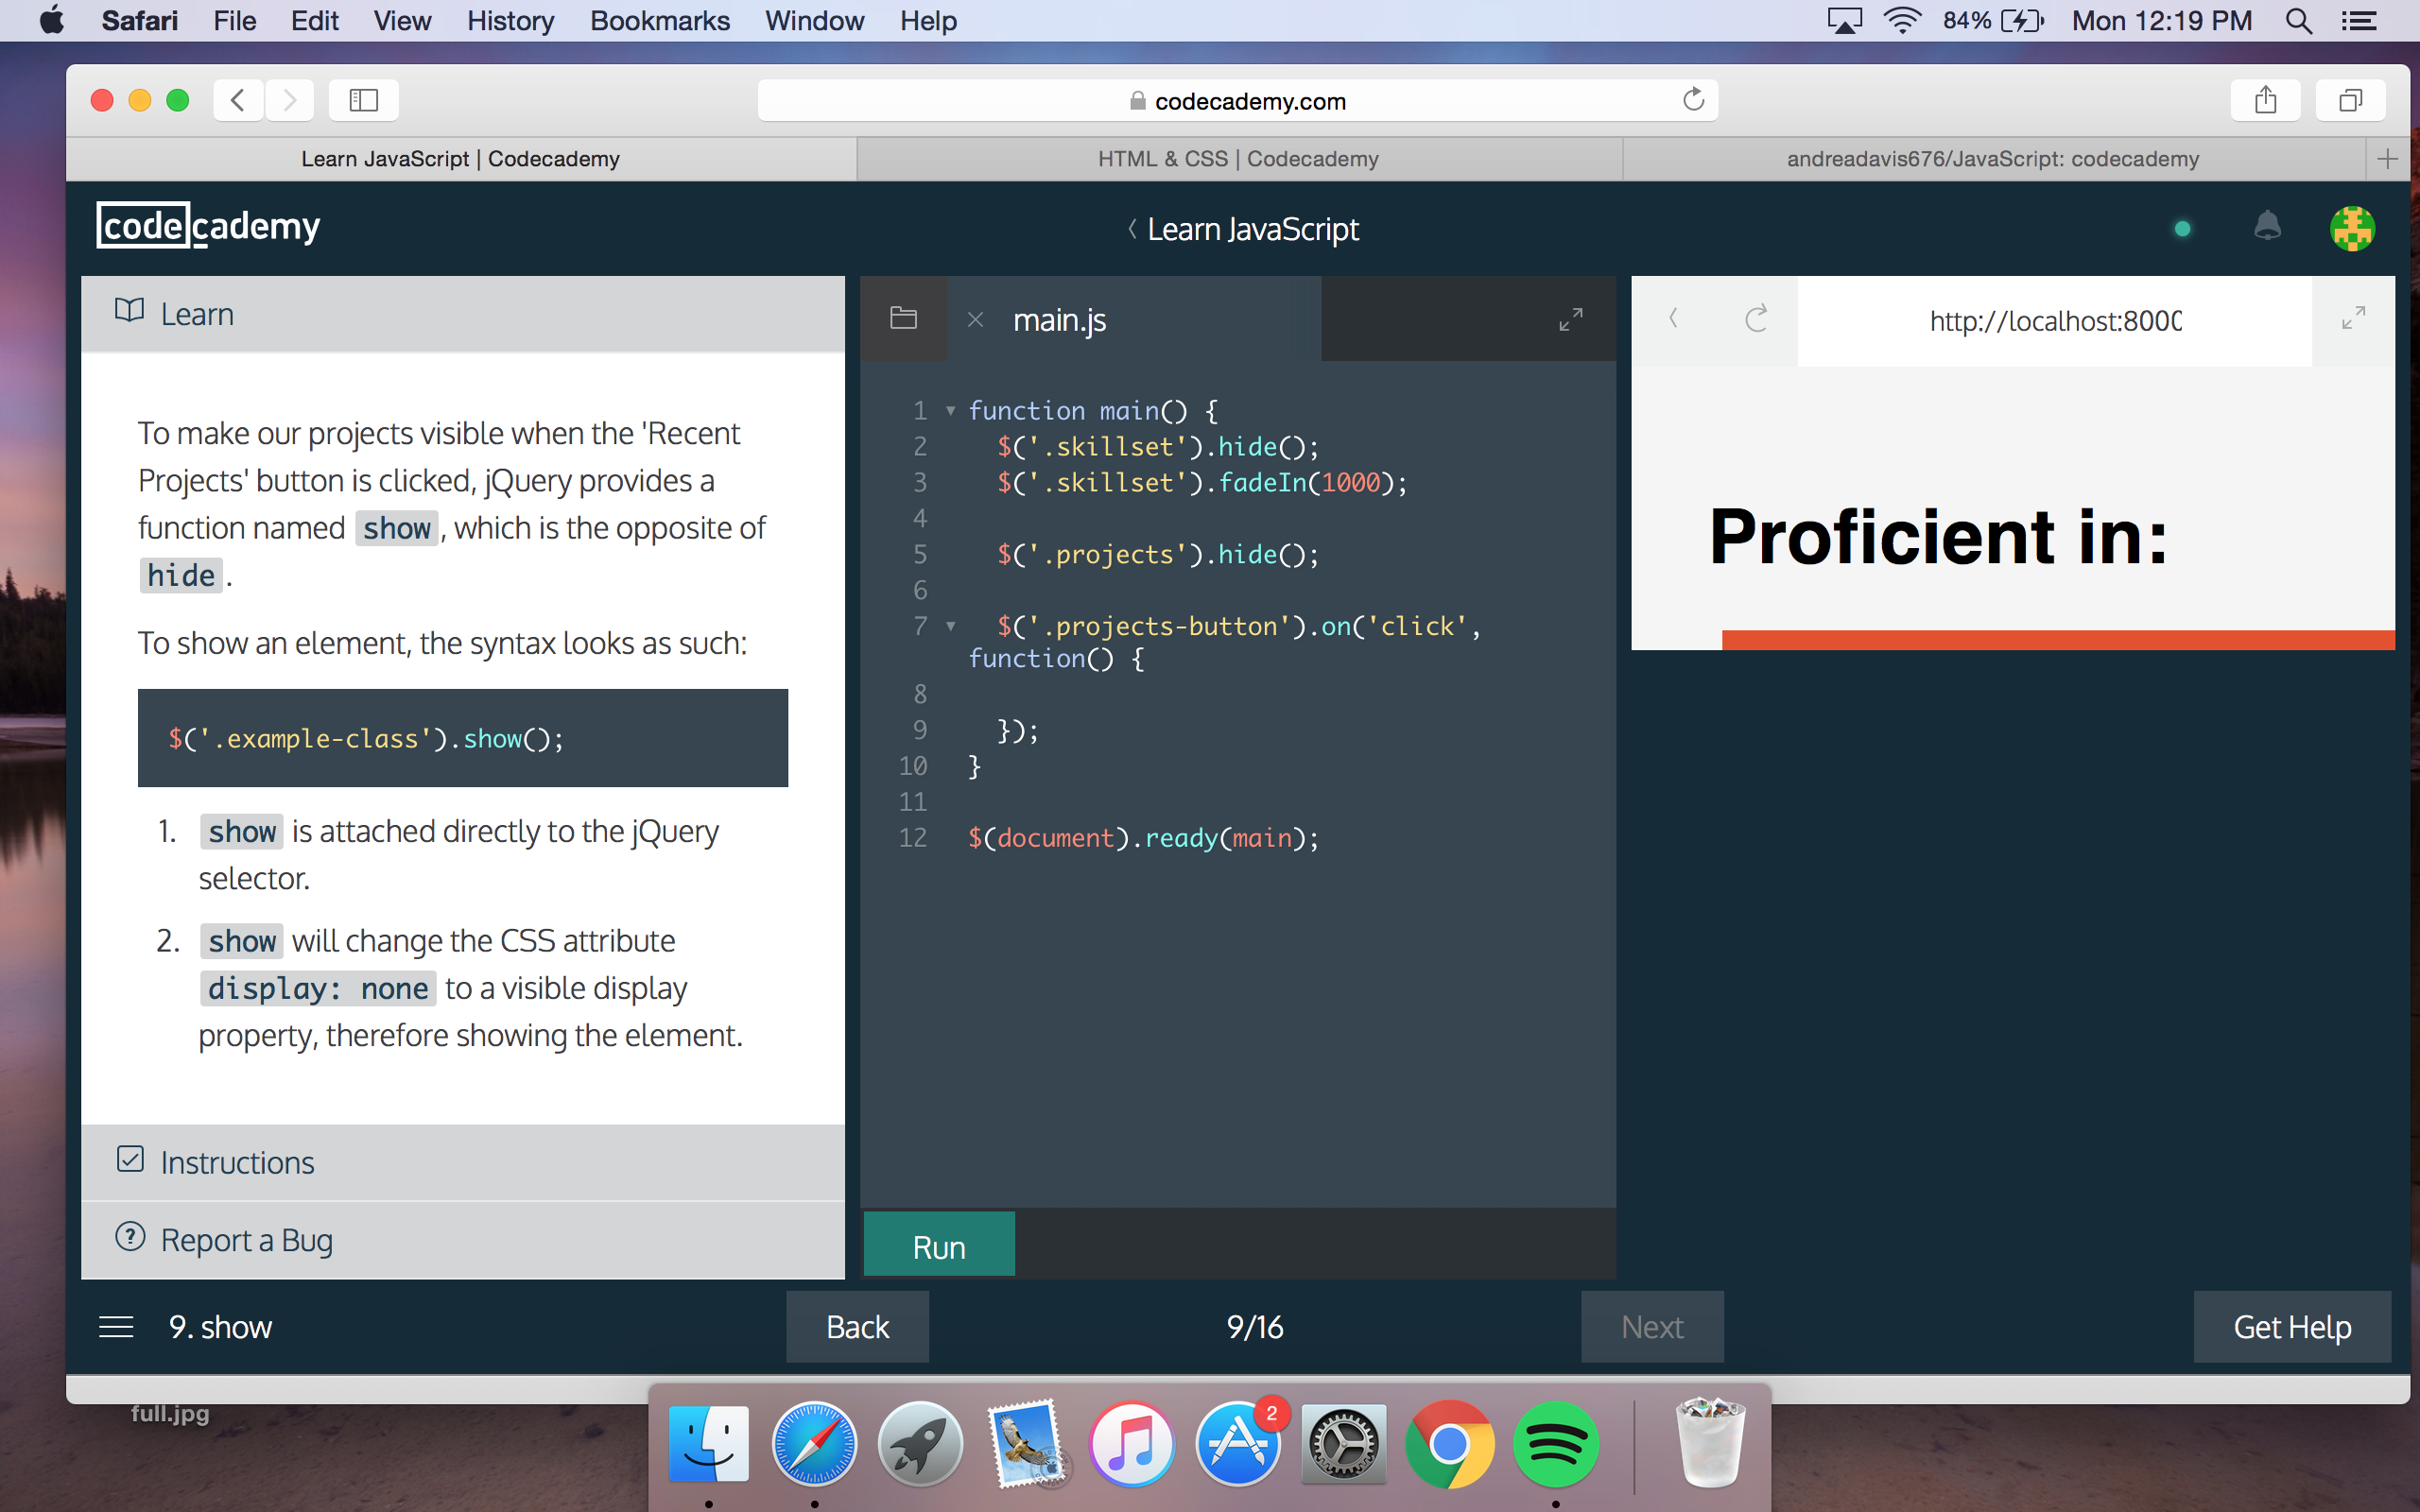 Safari File Edit View History Bookmarks Window Help 84% Mon 12:19 PM
codecademy.com
Learn JavaScript | Codecademy HTML & CSS | Codecademy andreadavis676/JavaScript: codecademy
codecademy Learn JavaScript
Learn
To make our projects visible when the 'Recent
Projects' button is clicked, jQuery provides a
function named show, which is the opposite of
hide.
To show an element, the syntax looks as such:
$('.example-class').show();
1. show is attached directly to the jQuery
selector.
2. show will change the CSS attribute
display: none to a visible display
property, therefore showing the element.
Instructions
Report a Bug
main.js
1 function main() {
2 $('.skillset').hide();
3 $('.skillset').fadeIn(1000);
4
5 $('.projects').hide();
6
7 $('.projects-button').on('click',
function() {
8
9 });
10 }
11
12 $(document).ready(main);
Run
http://localhost:8000
Proficient in:
9. show Back 9/16 Next Get Help
full.jpg
2